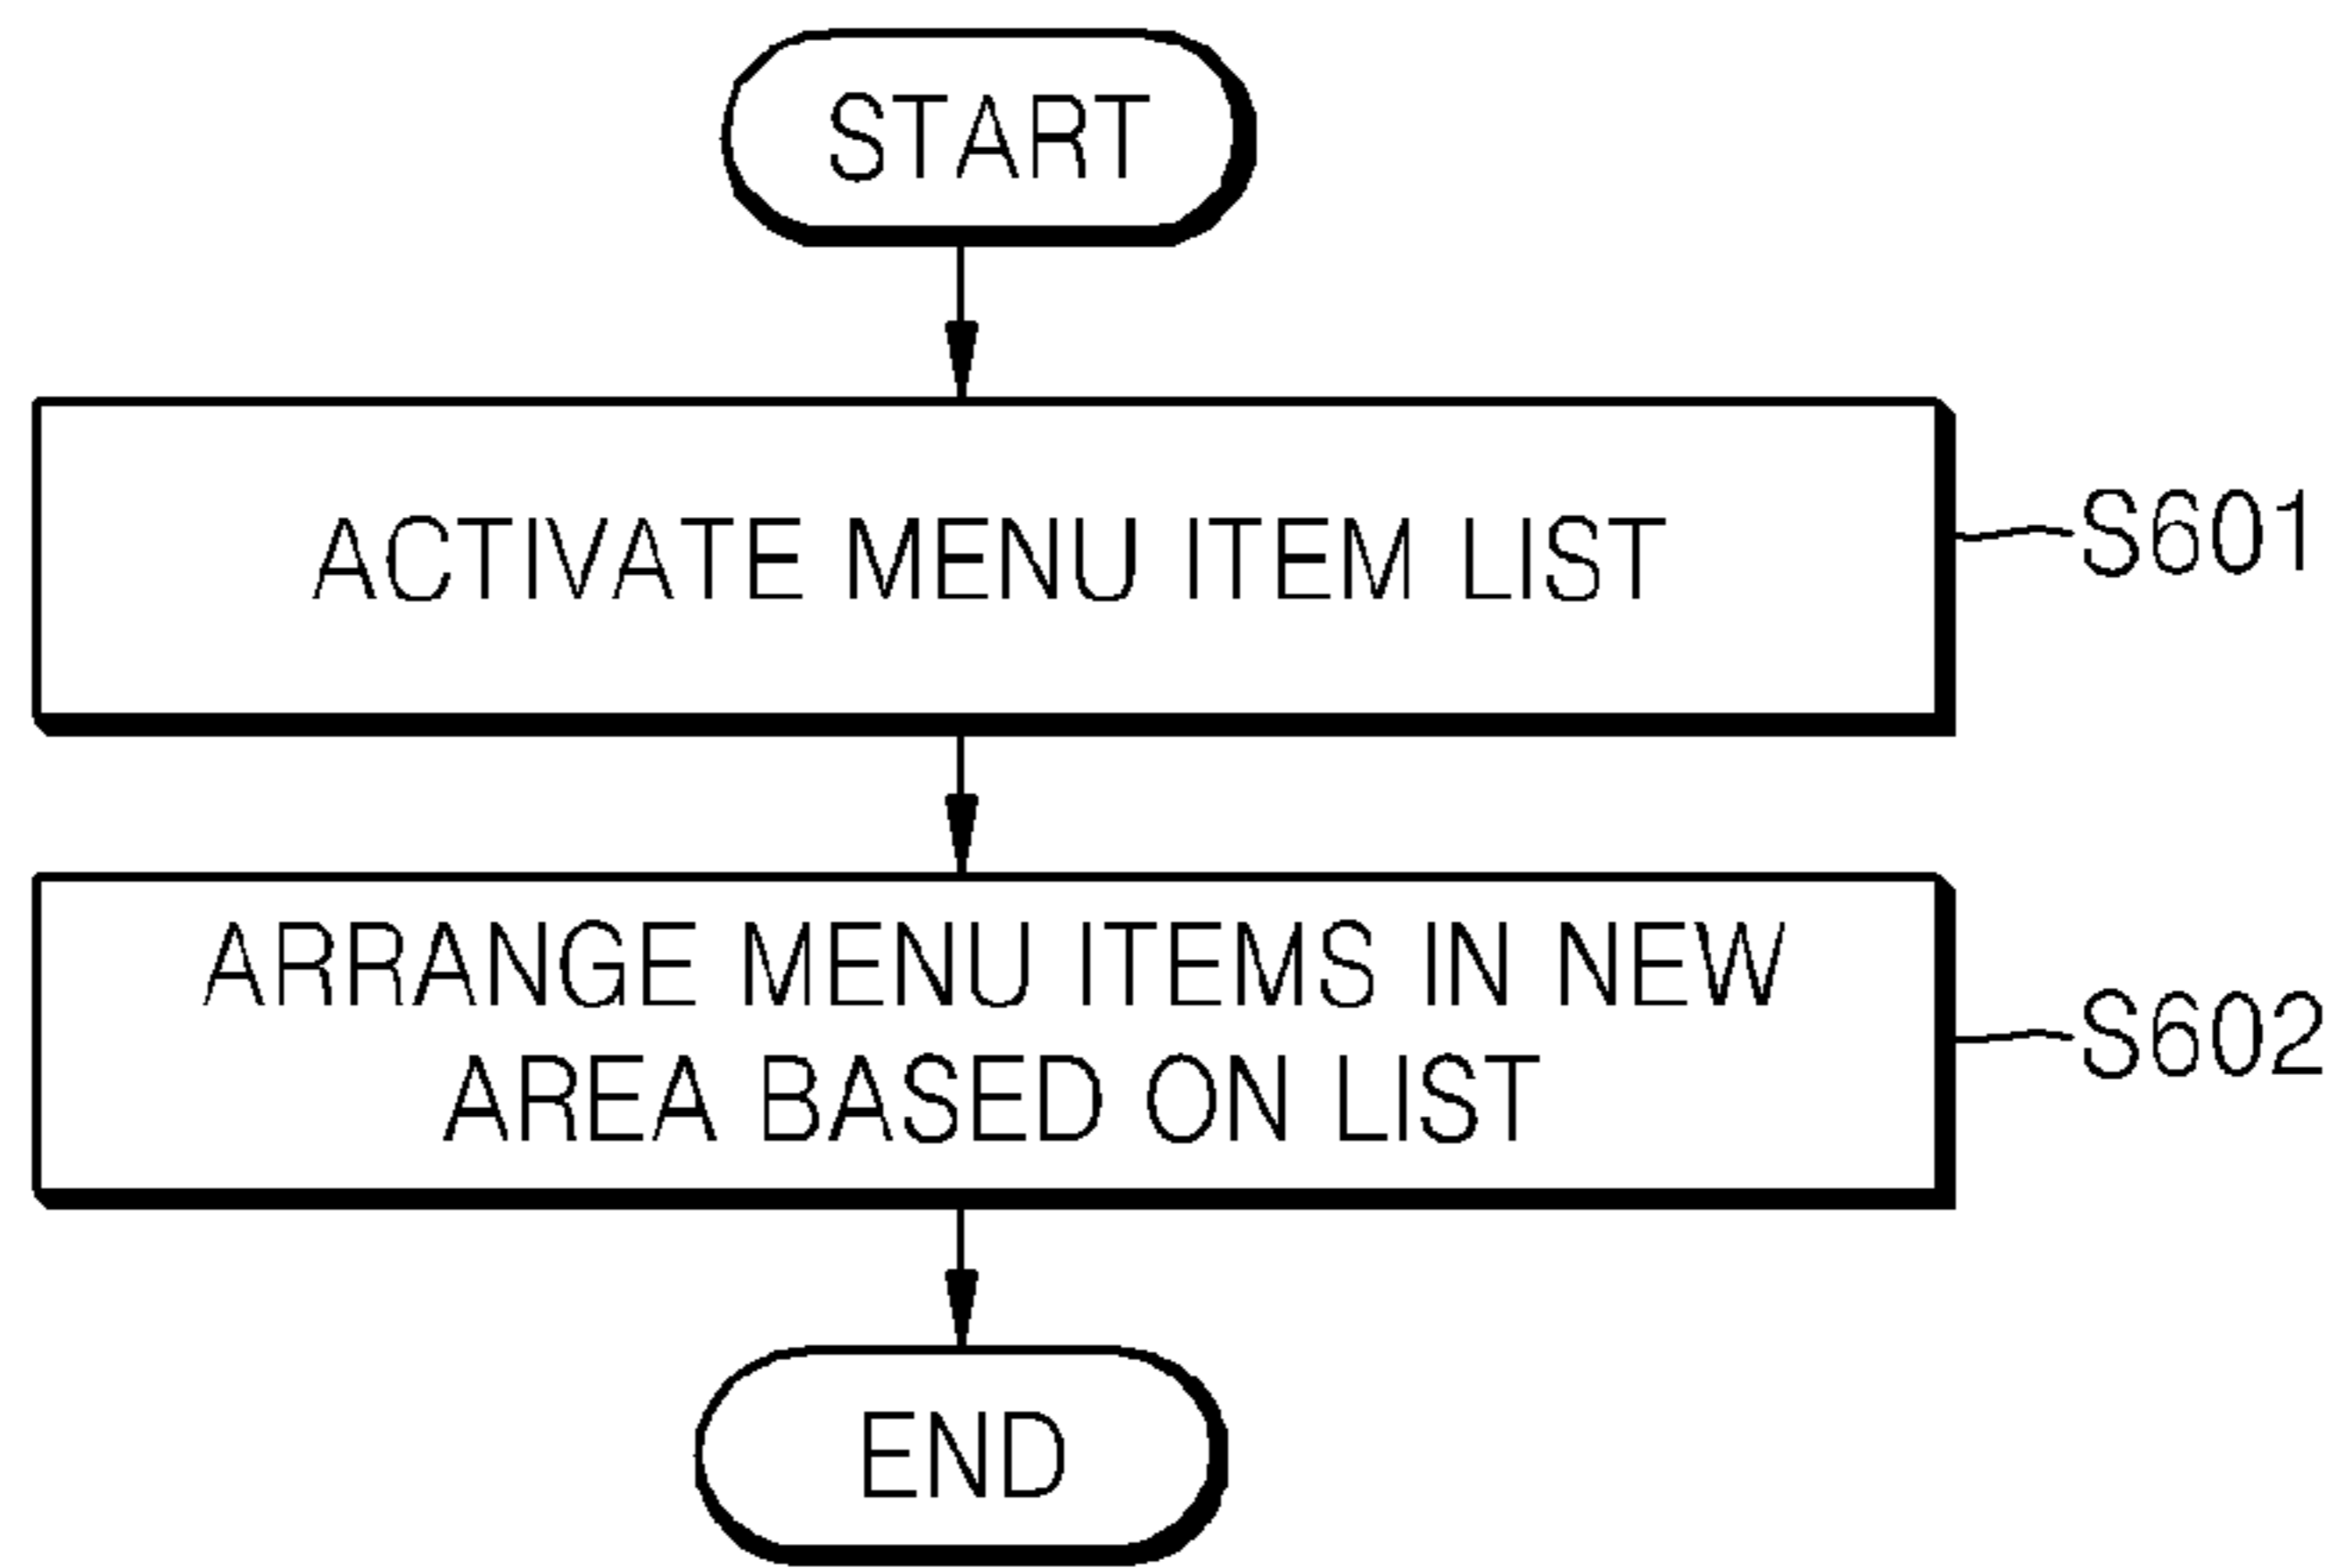 START
ACTIVATE MENU ITEM LIST
S601
ARRANGE MENU ITEMS IN NEW
AREA BASED ON LIST
S602
END